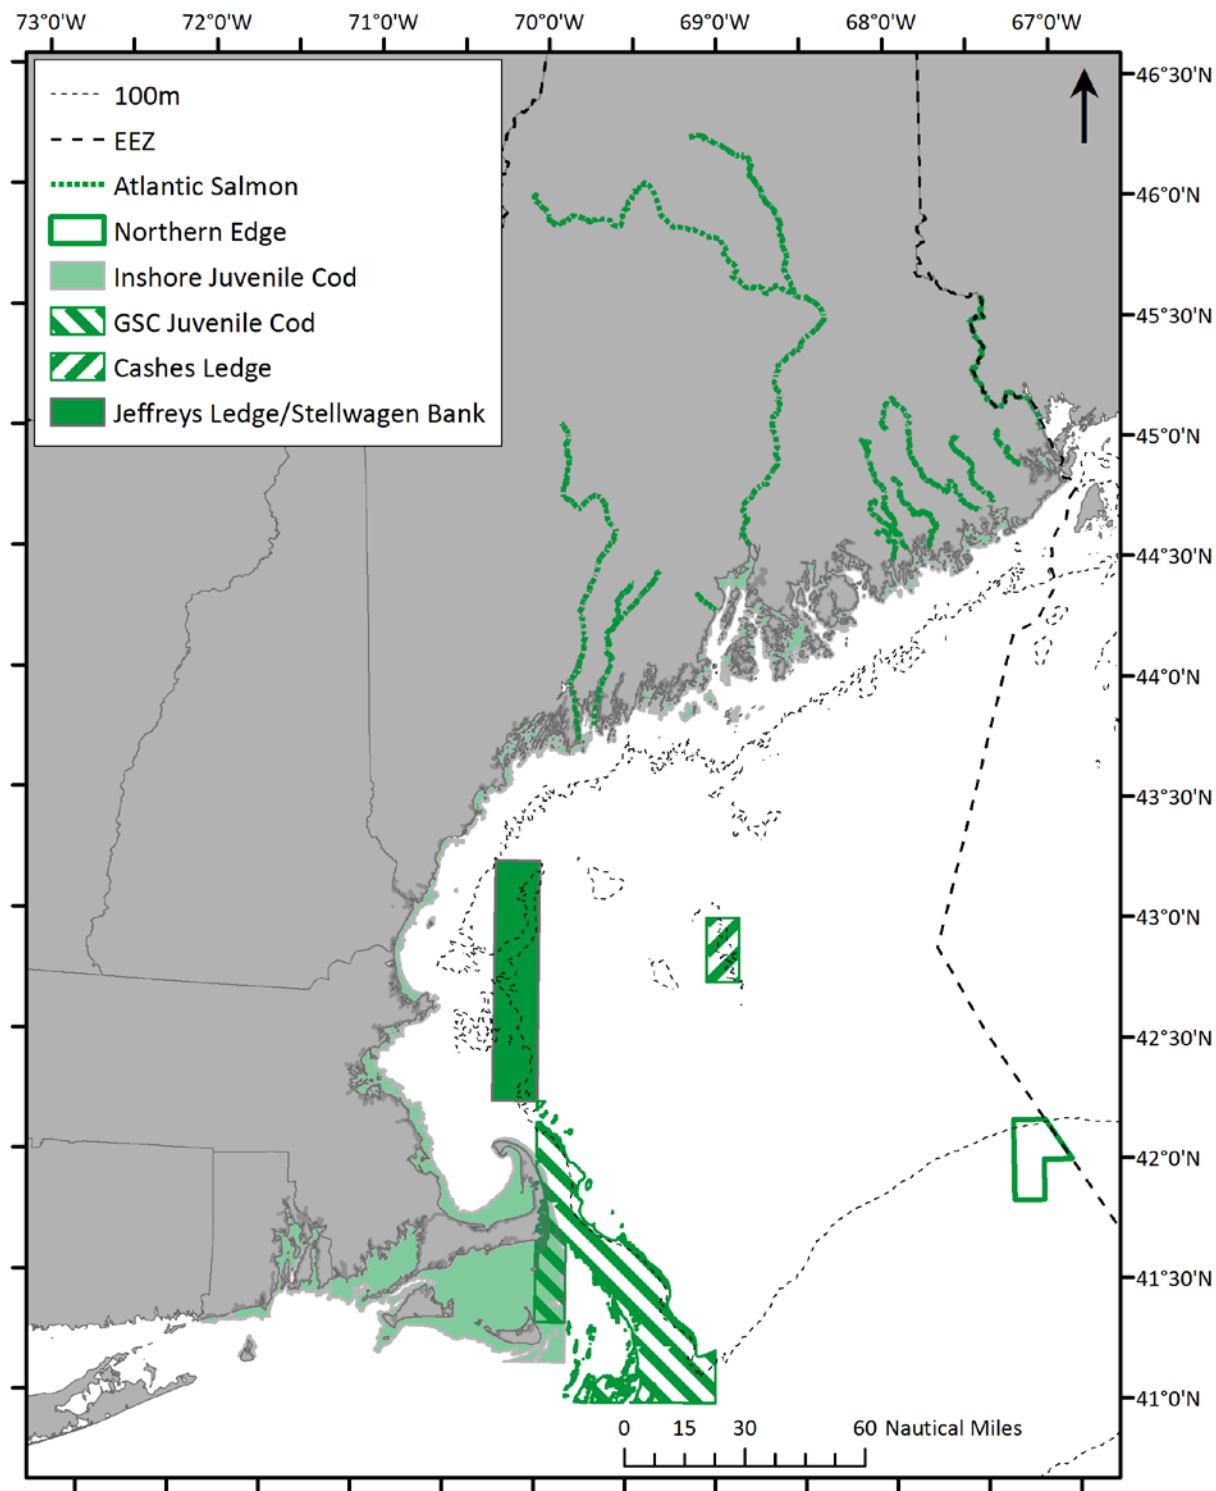 73°0'W 72°0'W 71°0'W 70°0'W 69°0'W 68°0'W 67°0'W
100m
EEZ
Atlantic Salmon
Northern Edge
Inshore Juvenile Cod
GSC Juvenile Cod
Cashes Ledge
Jeffreys Ledge/Stellwagen Bank
46°30'N
46°0'N
45°30'N
45°0'N
44°30'N
44°0'N
43°30'N
43°0'N
42°30'N
42°0'N
41°30'N
41°0'N
0 15 30 60 Nautical Miles